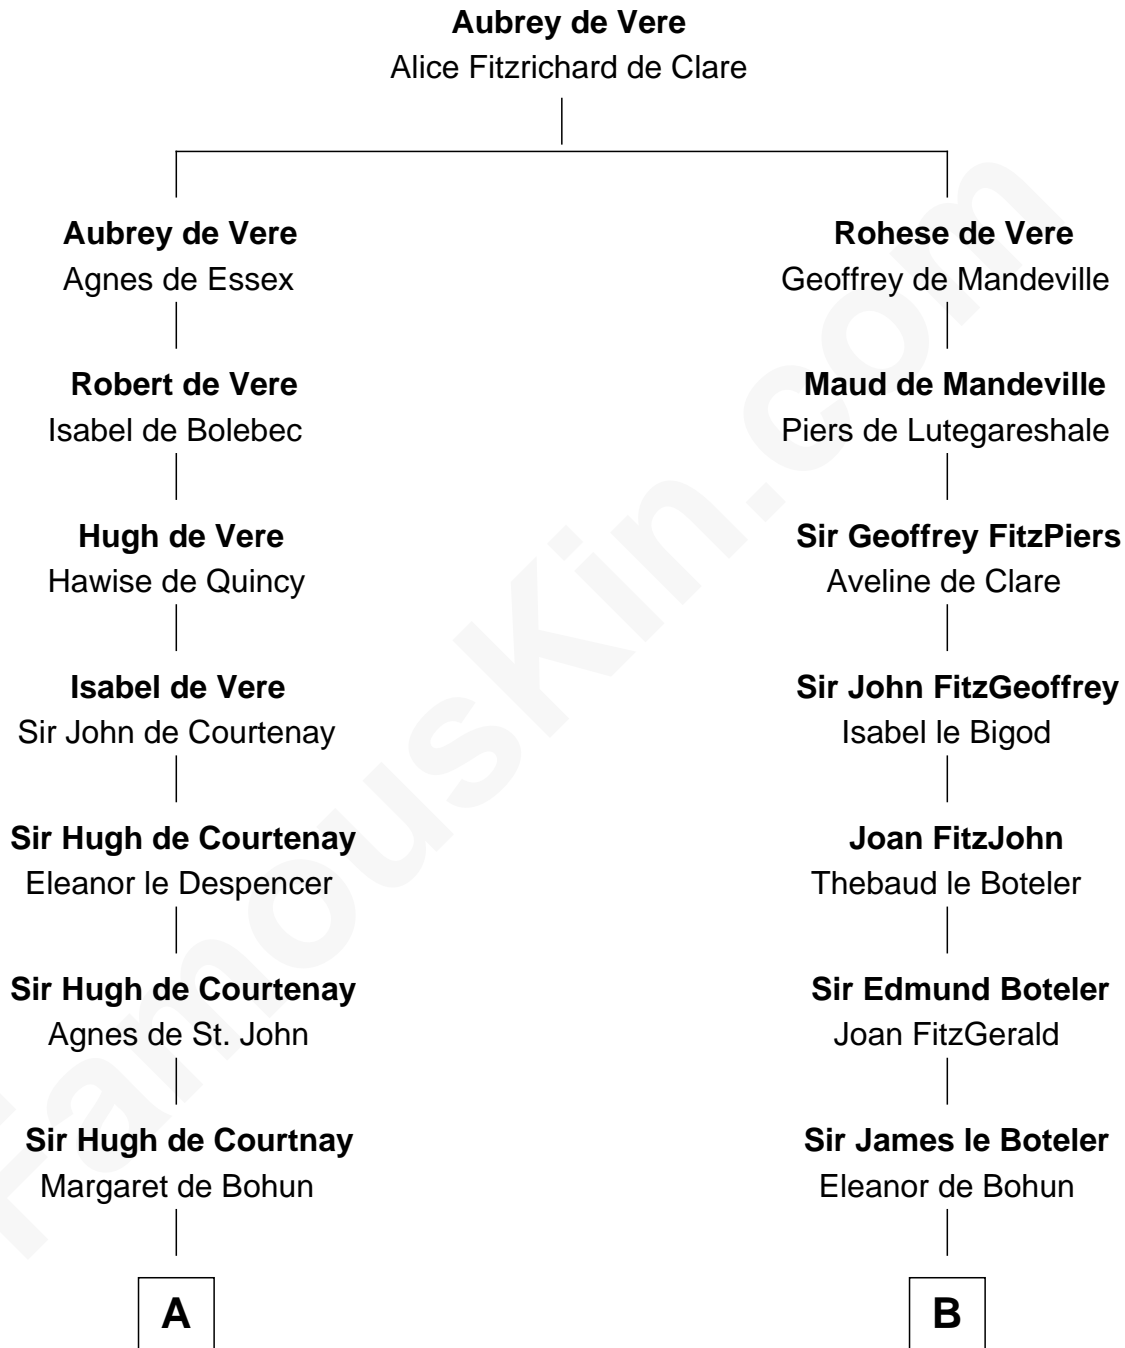 Aubrey de Vere
Alice Fitzrichard de Clare
Aubrey de Vere
Agnes de Essex
Rohese de Vere
Geoffrey de Mandeville
Robert de Vere
Isabel de Bolebec
Maud de Mandeville
Piers de Lutegareshale
Hugh de Vere
Hawise de Quincy
Sir Geoffrey FitzPiers
Aveline de Clare
Isabel de Vere
Sir John de Courtenay
Sir John FitzGeoffrey
Isabel le Bigod
Sir Hugh de Courtenay
Eleanor le Despencer
Joan FitzJohn
Thebaud le Boteler
Sir Hugh de Courtenay
Agnes de St. John
Sir Edmund Boteler
Joan FitzGerald
Sir Hugh de Courtnay
Margaret de Bohun
Sir James le Boteler
Eleanor de Bohun
A
B
FamousKin.com